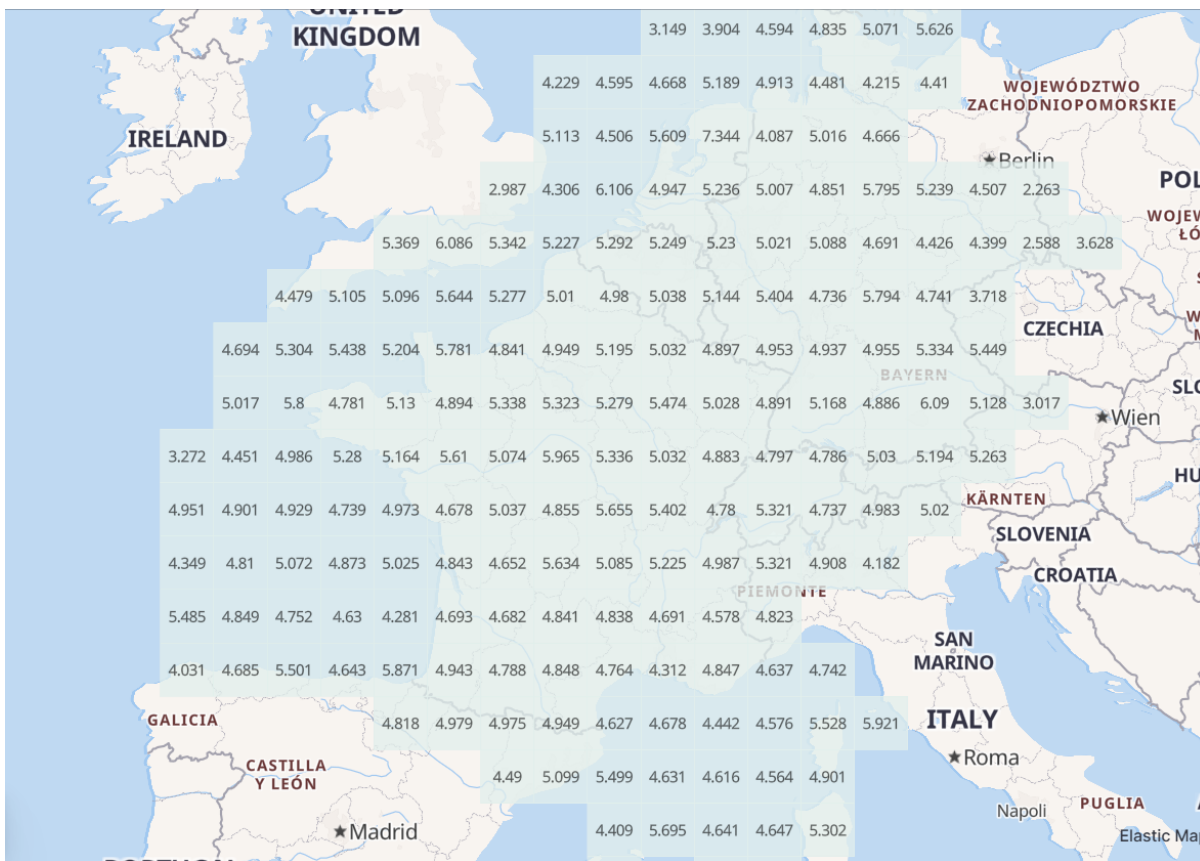 UNITED
KINGDOM
3.149 3.904 4.594 4.835 5.071 5.626
4.229 4.595 4.668 5.189 4.913 4.481 4.215 4.41
WOJEWÓDZTWO
ZACHODNIOPOMORSKIE
IRELAND
5.113 4.506 5.609 7.344 4.087 5.016 4.666
Berlin
POL
2.987 4.306 6.106 4.947 5.236 5.007 4.851 5.795 5.239 4.507 2.263
WOJEW
ŁÓ
5.369 6.086 5.342 5.227 5.292 5.249 5.23 5.021 5.088 4.691 4.426 4.399 2.588 3.628
4.479 5.105 5.096 5.644 5.277 5.01 4.98 5.038 5.144 5.404 4.736 5.794 4.741 3.718
CZECHIA
4.694 5.304 5.438 5.204 5.781 4.841 4.949 5.195 5.032 4.897 4.953 4.937 4.955 5.334 5.449
BAYERN
SLO
5.017 5.8 4.781 5.13 4.894 5.338 5.323 5.279 5.474 5.028 4.891 5.168 4.886 6.09 5.128 3.017
Wien
3.272 4.451 4.986 5.28 5.164 5.61 5.074 5.965 5.336 5.032 4.883 4.797 4.786 5.03 5.194 5.263
HU
KÄRNTEN
4.951 4.901 4.929 4.739 4.973 4.678 5.037 4.855 5.655 5.402 4.78 5.321 4.737 4.983 5.02
SLOVENIA
4.349 4.81 5.072 4.873 5.025 4.843 4.652 5.634 5.085 5.225 4.987 5.321 4.908 4.182
CROATIA
PIEMONTE
5.485 4.849 4.752 4.63 4.281 4.693 4.682 4.841 4.838 4.691 4.578 4.823
SAN
MARINO
4.031 4.685 5.501 4.643 5.871 4.943 4.788 4.848 4.764 4.312 4.847 4.637 4.742
GALICIA
4.818 4.979 4.975 4.949 4.627 4.678 4.442 4.576 5.528 5.921
ITALY
Roma
CASTILLA
Y LEÓN
4.49 5.099 5.499 4.631 4.616 4.564 4.901
Napoli
PUGLIA
Madrid
4.409 5.695 4.641 4.647 5.302
Elastic Ma